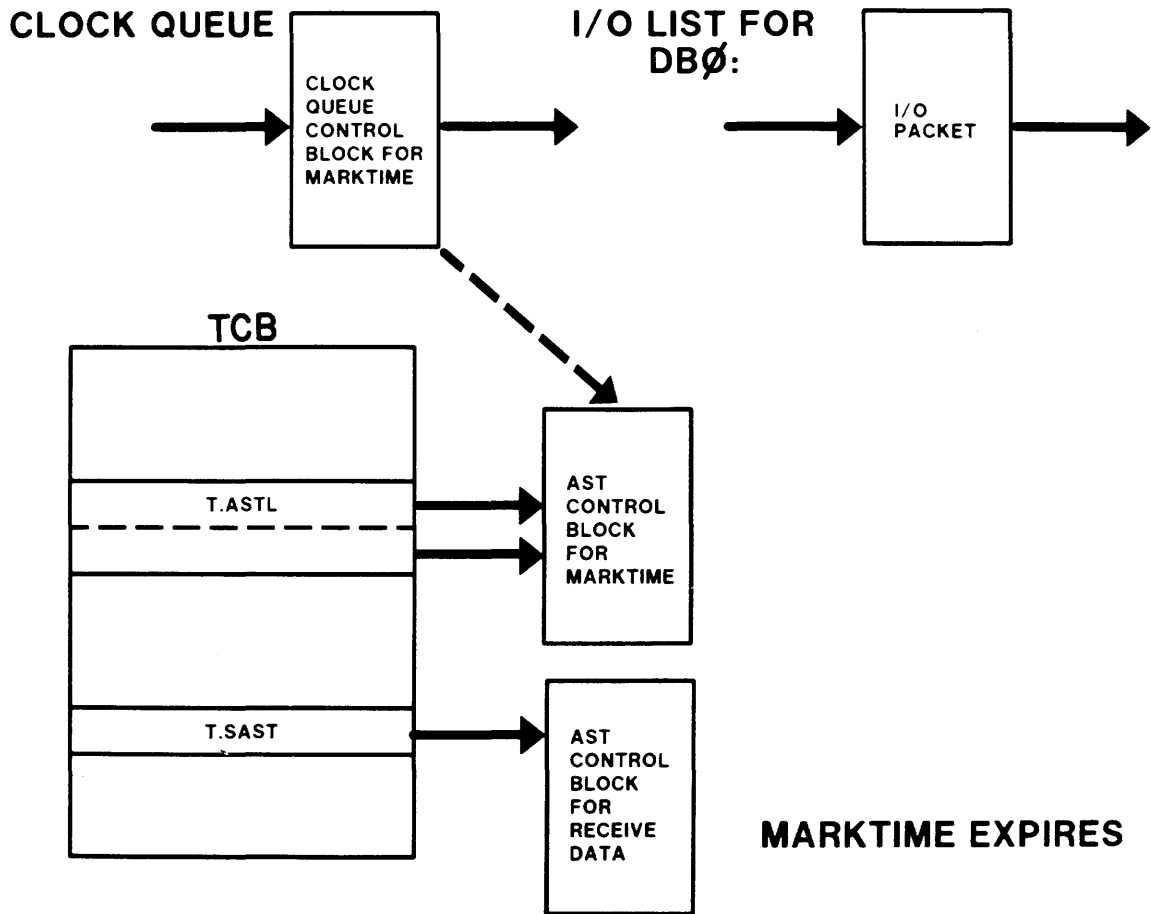 CLOCK QUEUE
CLOCK
QUEUE
CONTROL
BLOCK FOR
MARKTIME
I/O LIST FOR
DBØ:
I/O
PACKET
TCB
T.ASTL
AST
CONTROL
BLOCK
FOR
MARKTIME
T.SAST
AST
CONTROL
BLOCK
FOR
RECEIVE
DATA
MARKTIME EXPIRES